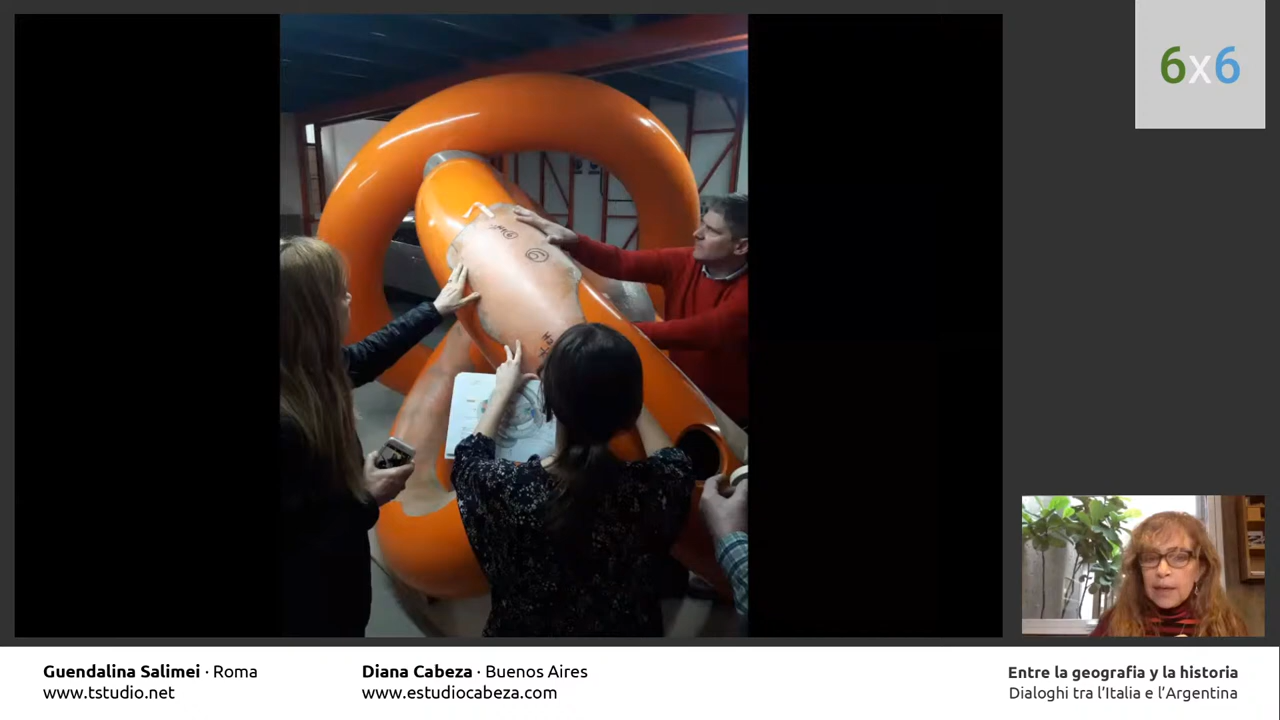 6x6
6
Guendalina Salimei · Roma
www.tstudio.net
Diana Cabeza · Buenos Aires
www.estudiocabeza.com
Entre la geografia y la historia
Dialoghi tra l'Italia e l'Argentina